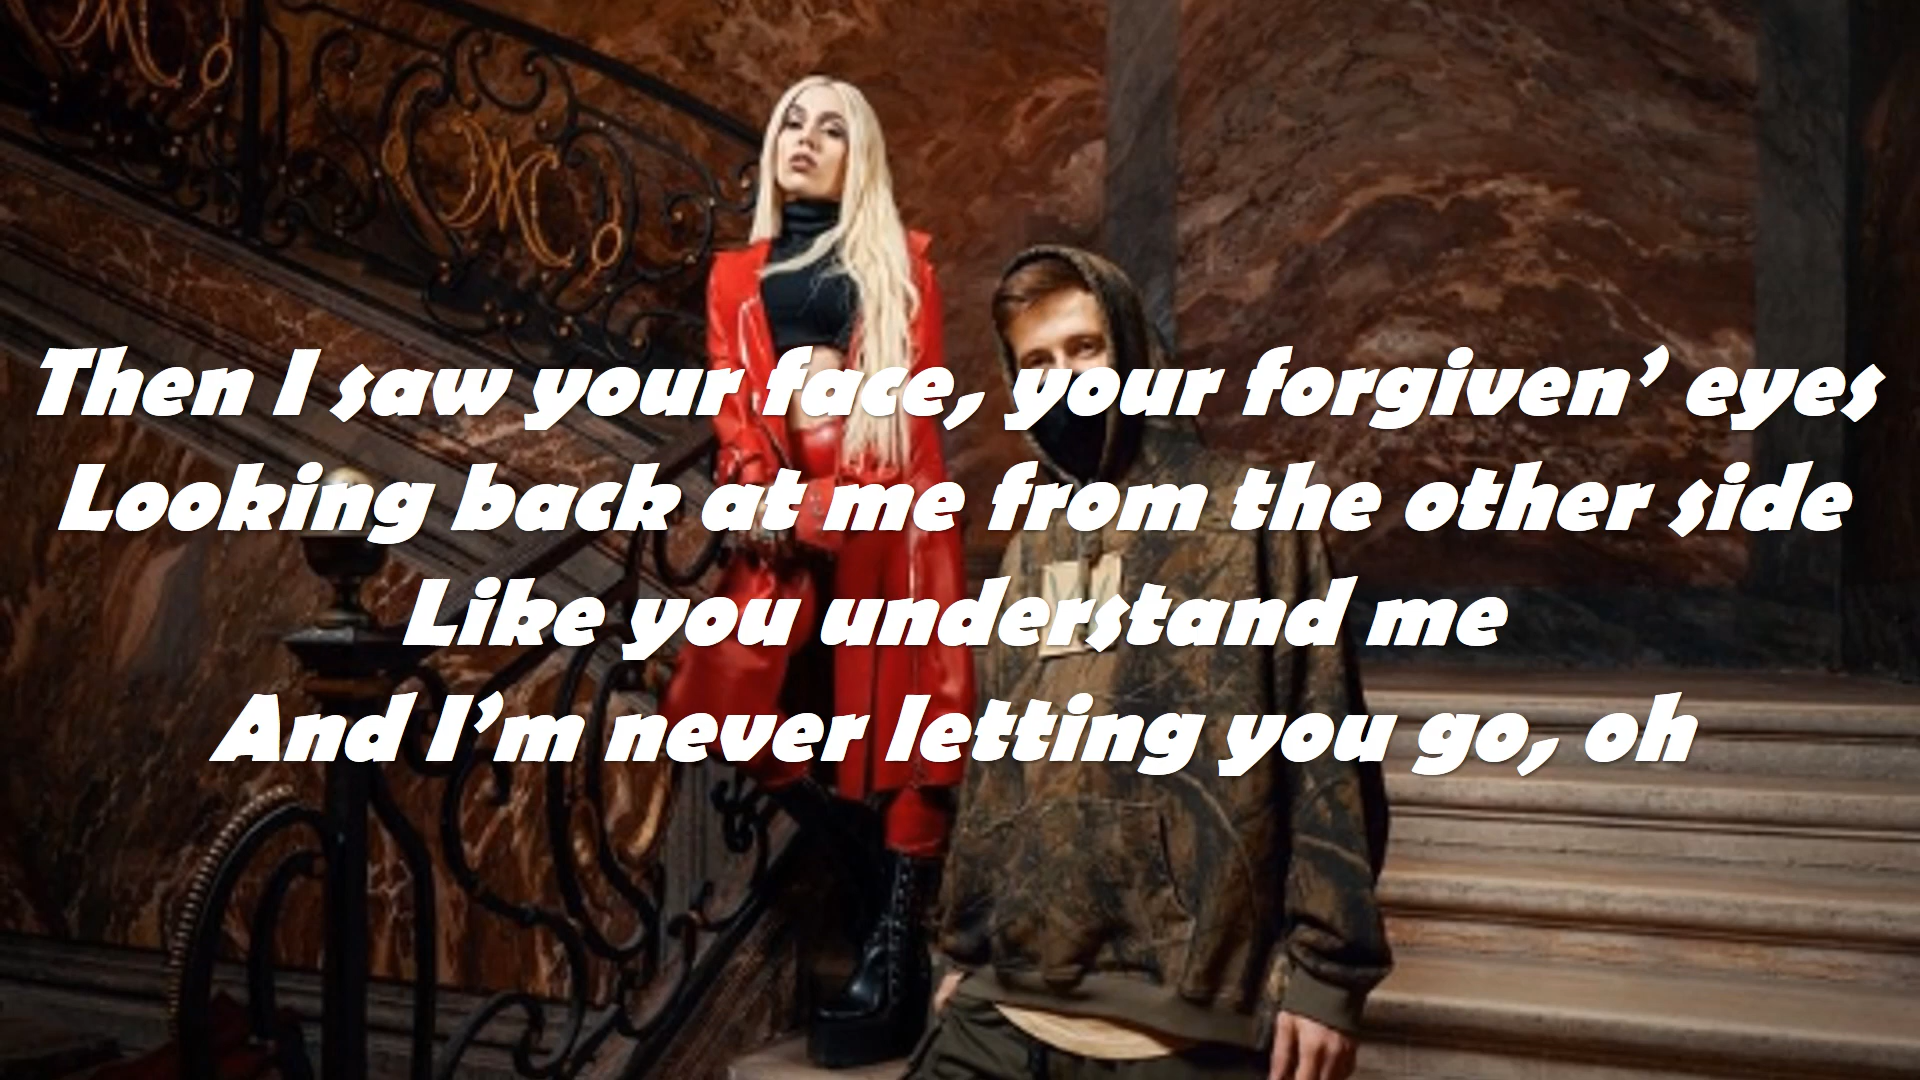 Then I saw your face, your forgiven’ eyes
Looking back at me from the other side
Like you understand me
And I’m never letting you go, oh